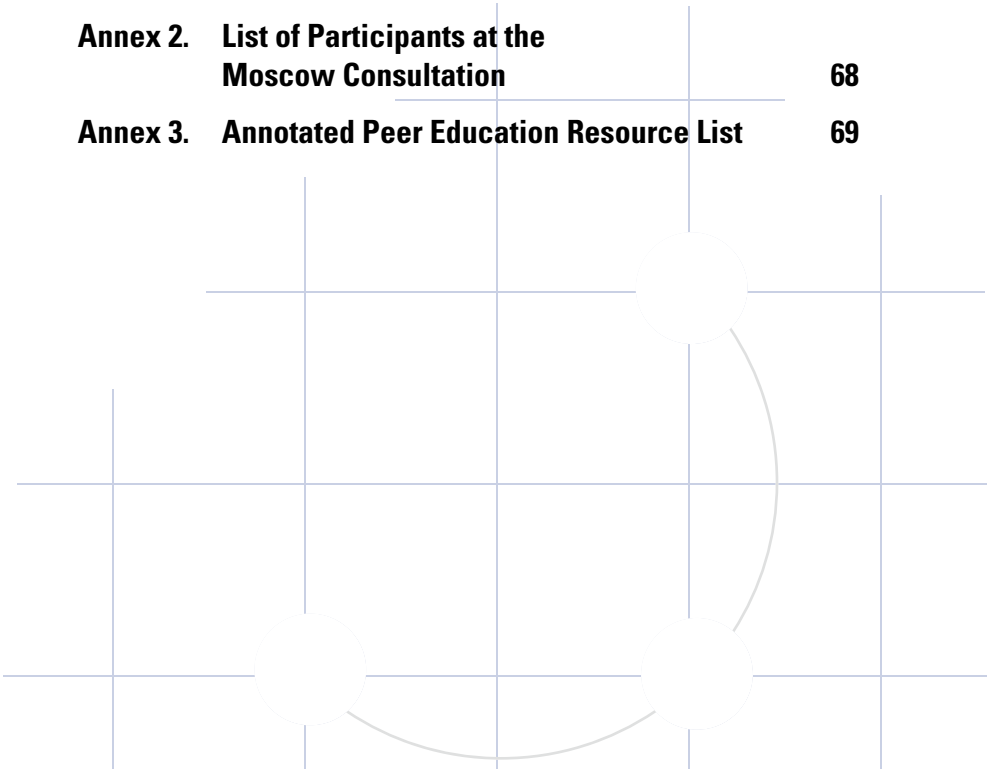 Annex 2. List of Participants at the
Moscow Consultation 68
Annex 3. Annotated Peer Education Resource List 69